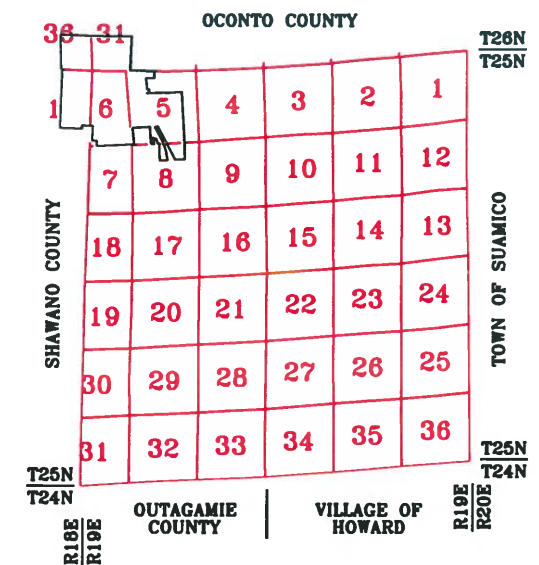 OCONTO COUNTY
36 31
T26N
T25N
1 6 5 4 3 2 1
7 8 9 10 11 12
18 17 16 15 14 13
19 20 21 22 23 24
30 29 28 27 26 25
31 32 33 34 35 36
SHAWANO COUNTY
TOWN OF SUAMICO
T25N
T24N
T25N
T24N
OUTAGAMIE
COUNTY
VILLAGE OF
HOWARD
R18E
R19E
R19E
R20E